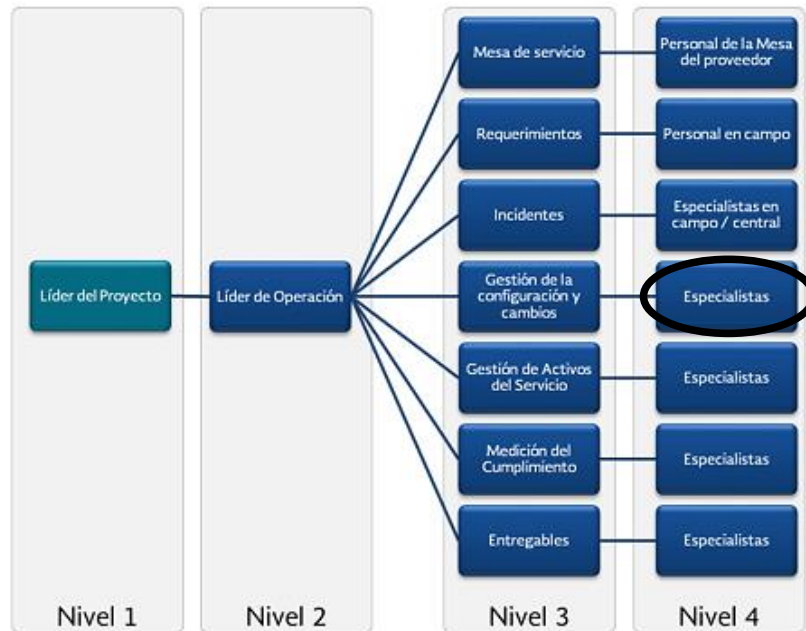 Mesa de servicio
Personal de la Mesa
del proveedor
Requerimientos
Personal en campo
Incidentes
Especialistas en
campo / central
Líder del Proyecto
Líder de Operación
Gestión de la
configuración y
cambios
Especialistas
Gestión de Activos
del Servicio
Especialistas
Medición del
Cumplimiento
Especialistas
Entregables
Especialistas
Nivel 1
Nivel 2
Nivel 3
Nivel 4